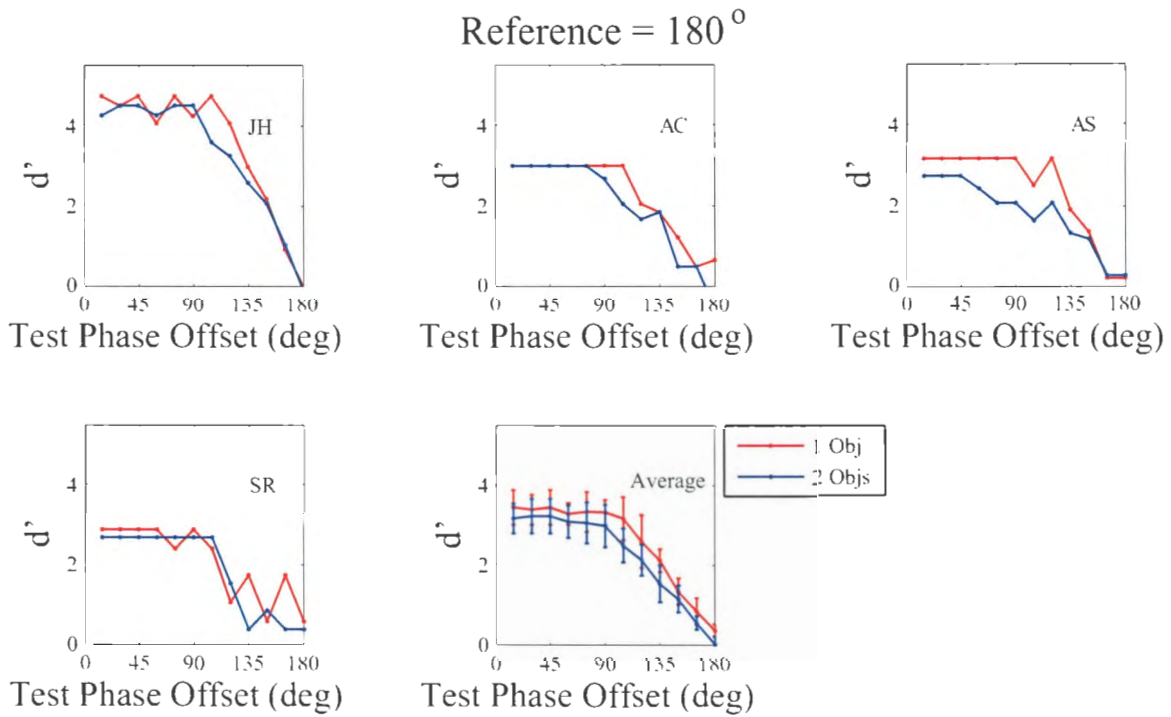 Reference = 180°
JH
d'
4
2
0
0 45 90 135 180
Test Phase Offset (deg)
AC
d'
4
2
0
0 45 90 135 180
Test Phase Offset (deg)
AS
d'
4
2
0
0 45 90 135 180
Test Phase Offset (deg)
SR
d'
4
2
0
0 45 90 135 180
Test Phase Offset (deg)
Average
d'
4
2
0
0 45 90 135 180
Test Phase Offset (deg)
1 Obj
2 Objs